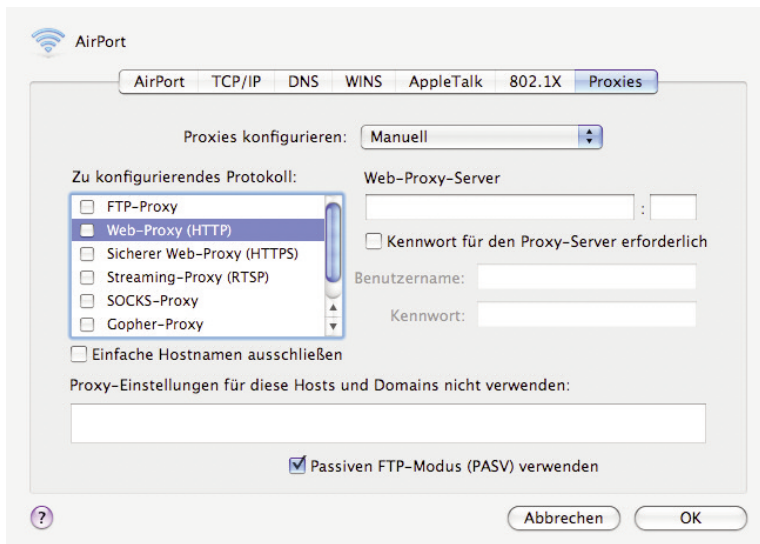 AirPort
AirPort TCP/IP DNS WINS AppleTalk 802.1X Proxies
Proxies konfigurieren: Manuell
Zu konfigurierendes Protokoll:
FTP-Proxy
Web-Proxy (HTTP)
Sicherer Web-Proxy (HTTPS)
Streaming-Proxy (RTSP)
SOCKS-Proxy
Gopher-Proxy
Web-Proxy-Server
:
Kennwort für den Proxy-Server erforderlich
Benutzername:
Kennwort:
Einfache Hostnamen ausschließen
Proxy-Einstellungen für diese Hosts und Domains nicht verwenden:
Passiven FTP-Modus (PASV) verwenden
? Abbrechen OK